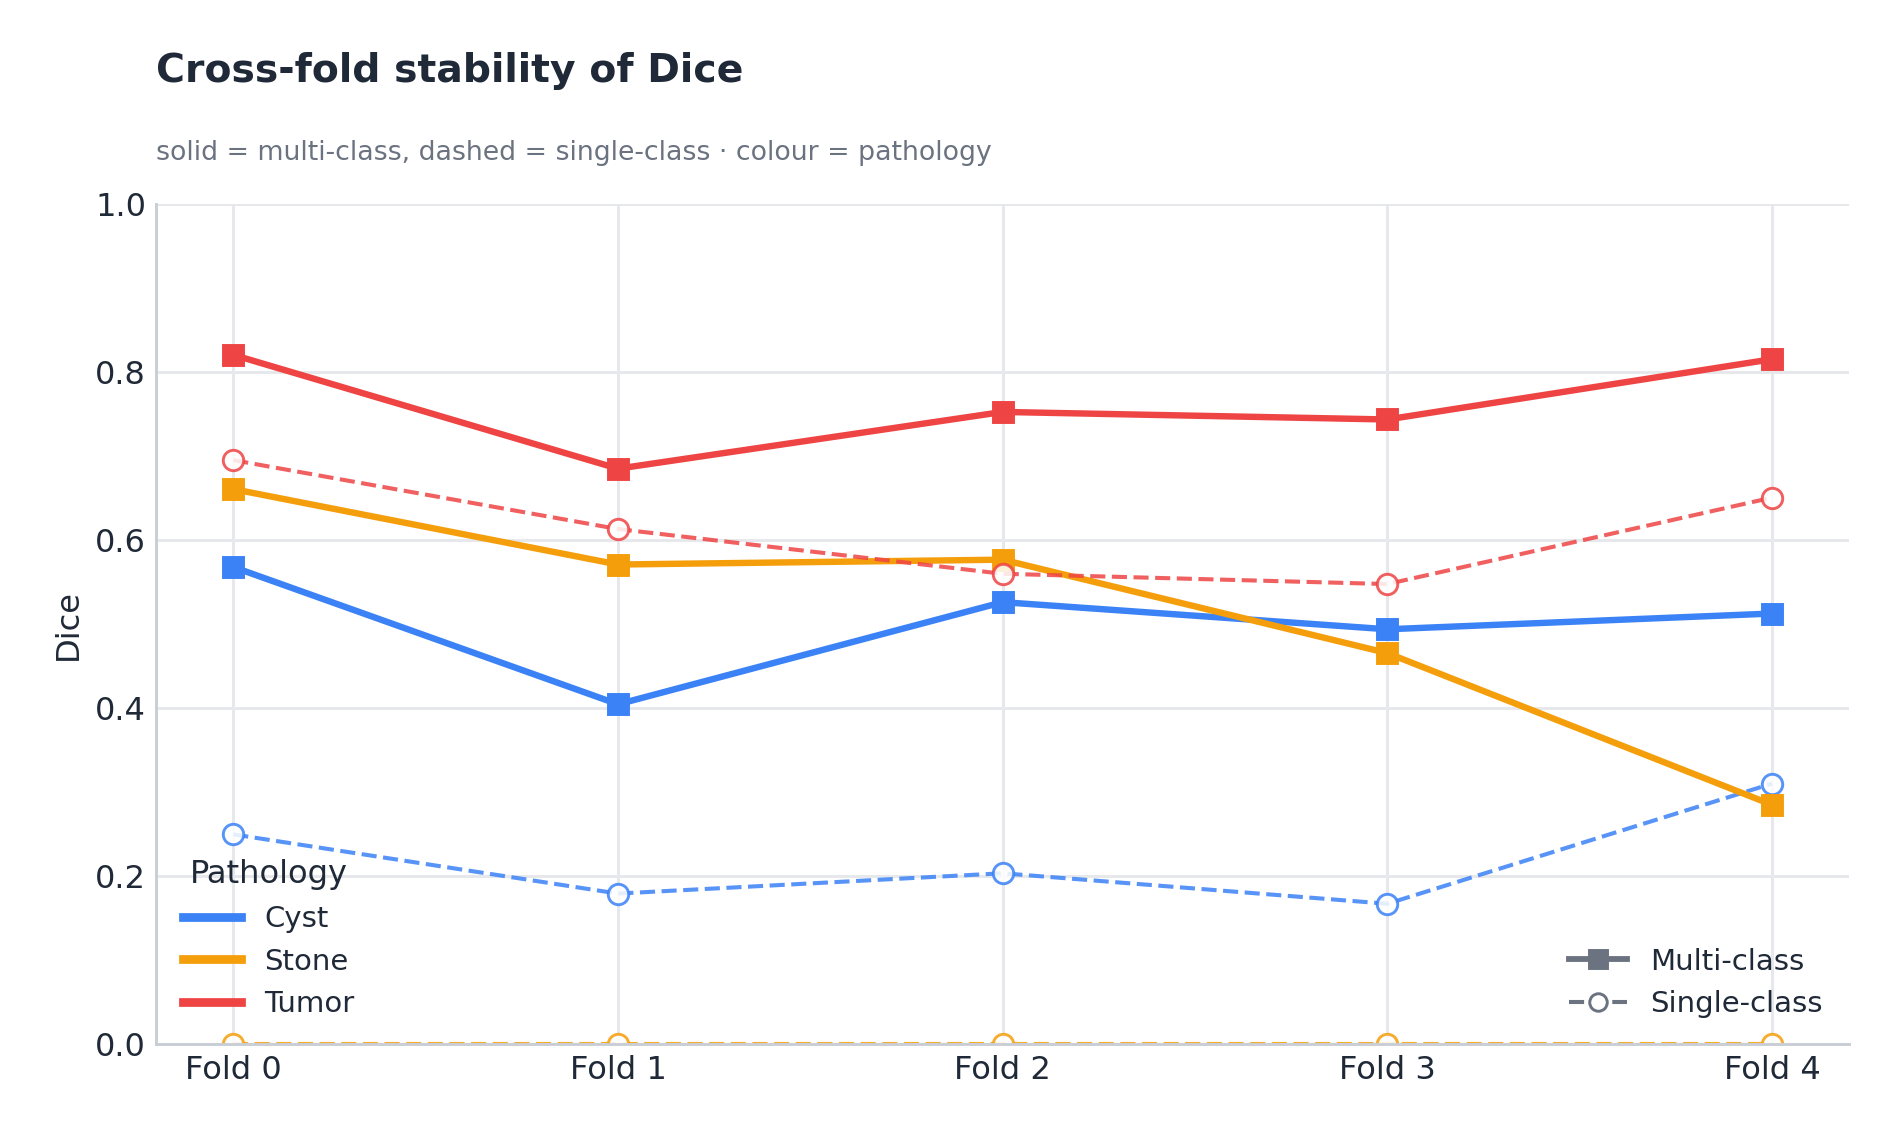 Cross-fold stability of Dice
solid = multi-class, dashed = single-class · colour = pathology
1.0
0.8
0.6
0.4
0.2
0.0
Dice
Pathology
Cyst
Stone
Tumor
Multi-class
Single-class
Fold 0
Fold 1
Fold 2
Fold 3
Fold 4